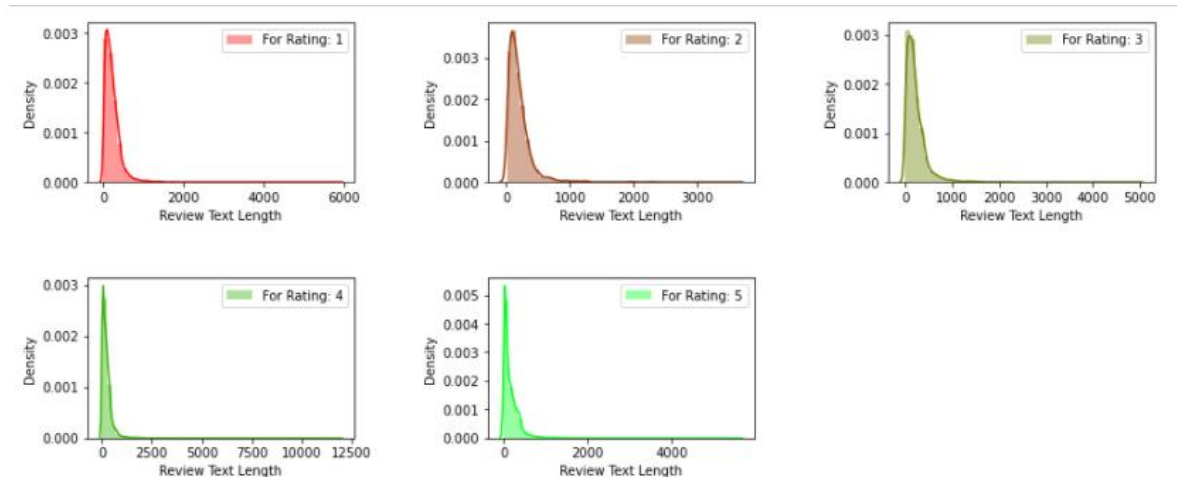 For Rating: 1
0.003
0.002
0.001
0.000
Density
0 2000 4000 6000
Review Text Length
For Rating: 2
0.003
0.002
0.001
0.000
Density
0 1000 2000 3000
Review Text Length
For Rating: 3
0.003
0.002
0.001
0.000
Density
0 1000 2000 3000 4000 5000
Review Text Length
For Rating: 4
0.003
0.002
0.001
0.000
Density
0 2500 5000 7500 10000 12500
Review Text Length
For Rating: 5
0.005
0.004
0.003
0.002
0.001
0.000
Density
0 2000 4000
Review Text Length